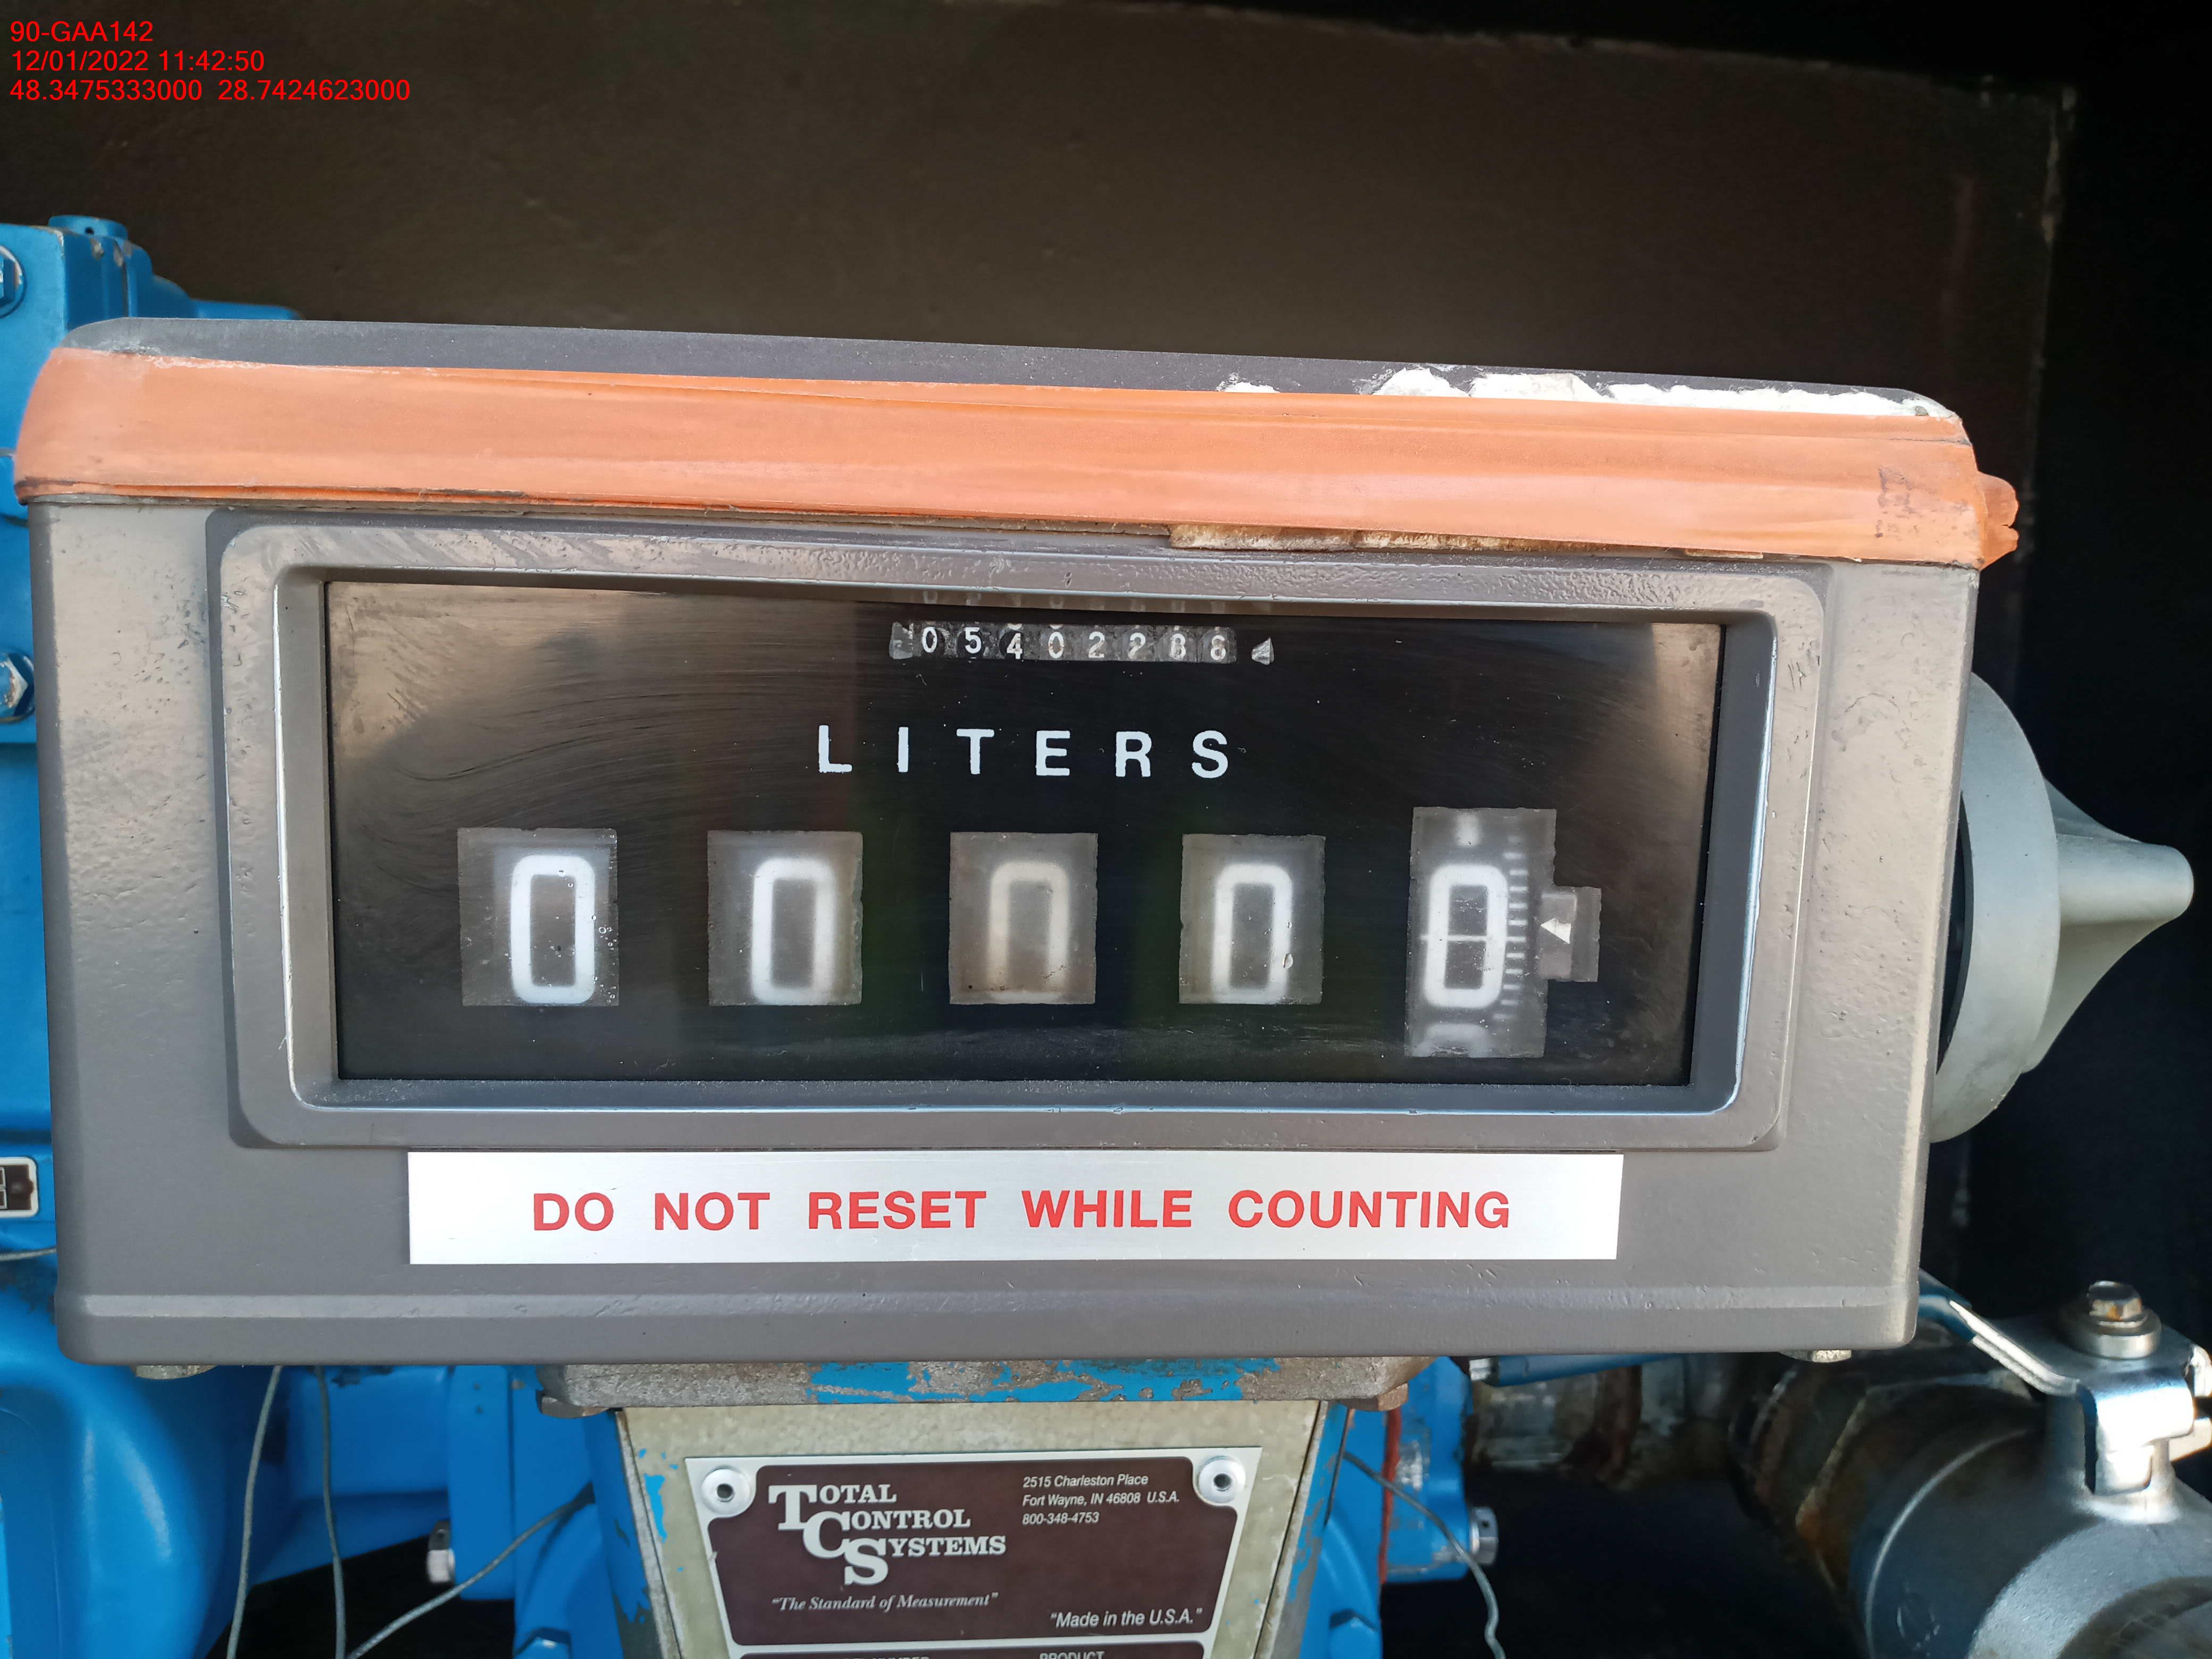 90-GAA142
12/01/2022 11:42:50
48.3475333000 28.7424623000
05402288
LITERS
0 0 0 0 0
DO NOT RESET WHILE COUNTING
TOTAL CONTROL SYSTEMS
2515 Charleston Place
Fort Wayne, IN 46808 U.S.A.
800-348-4753
"The Standard of Measurement"
"Made in the U.S.A."
PRODUCT